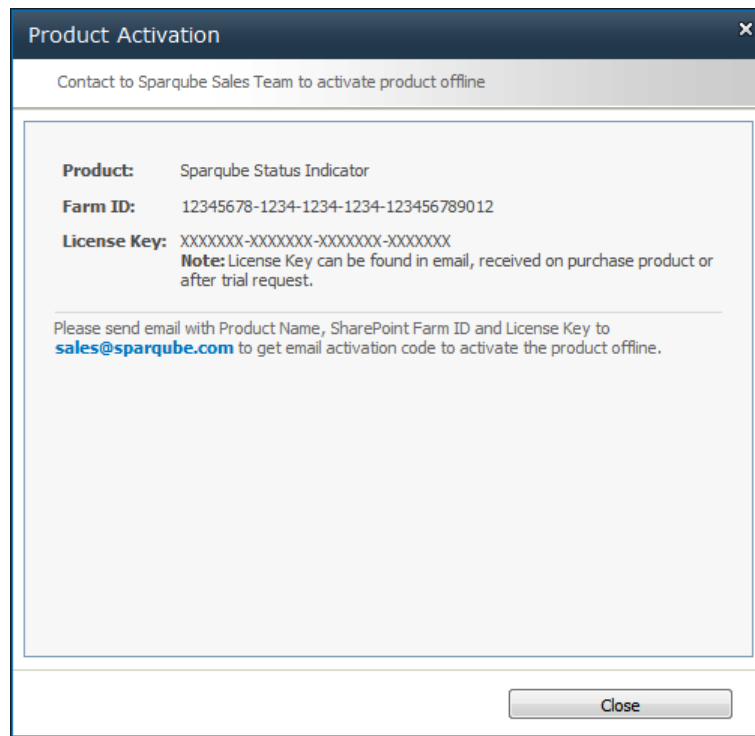 Product Activation
Contact to Sparqube Sales Team to activate product offline
Product: Sparqube Status Indicator
Farm ID: 12345678-1234-1234-1234-123456789012
License Key: XXXXXXX-XXXXXXX-XXXXXXX-XXXXXXX
Note: License Key can be found in email, received on purchase product or
after trial request.
Please send email with Product Name, SharePoint Farm ID and License Key to
sales@sparqube.com to get email activation code to activate the product offline.
Close